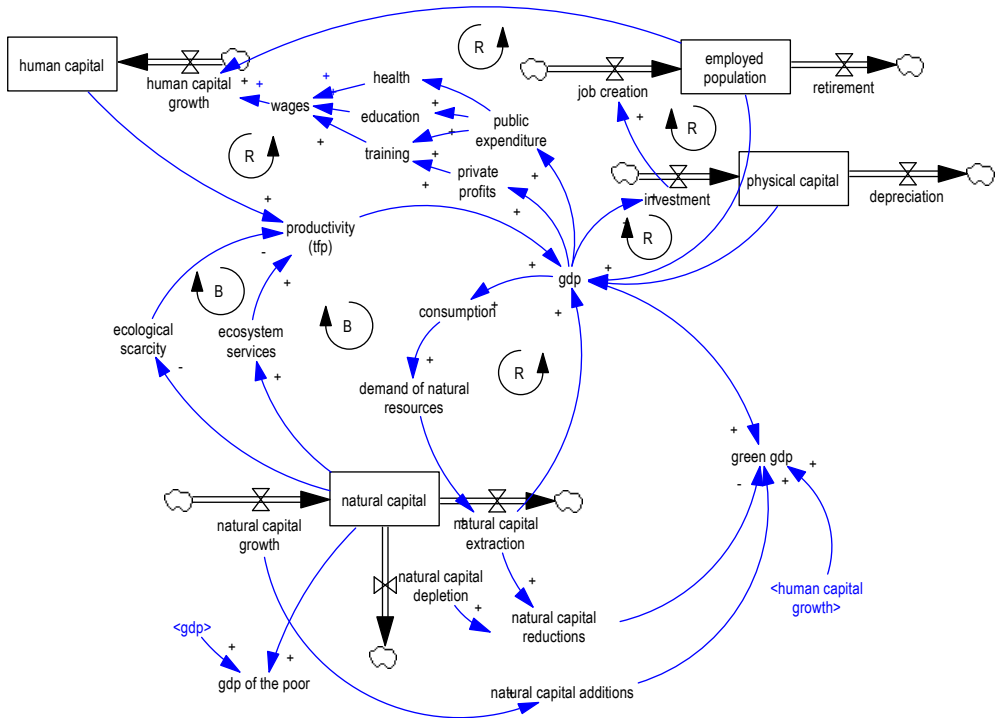 human capital
human capital
growth
R
employed
population
job creation
retirement
health
wages
education
public
expenditure
training
private
profits
R
R
investment
physical capital
depreciation
productivity
(tfp)
R
gdp
B
consumption
B
ecological
scarcity
ecosystem
services
demand of natural
resources
R
green gdp
natural capital
natural capital
growth
natural capital
extraction
natural capital
depletion
natural capital
reductions
<human capital
growth>
<gdp>
gdp of the poor
natural capital additions